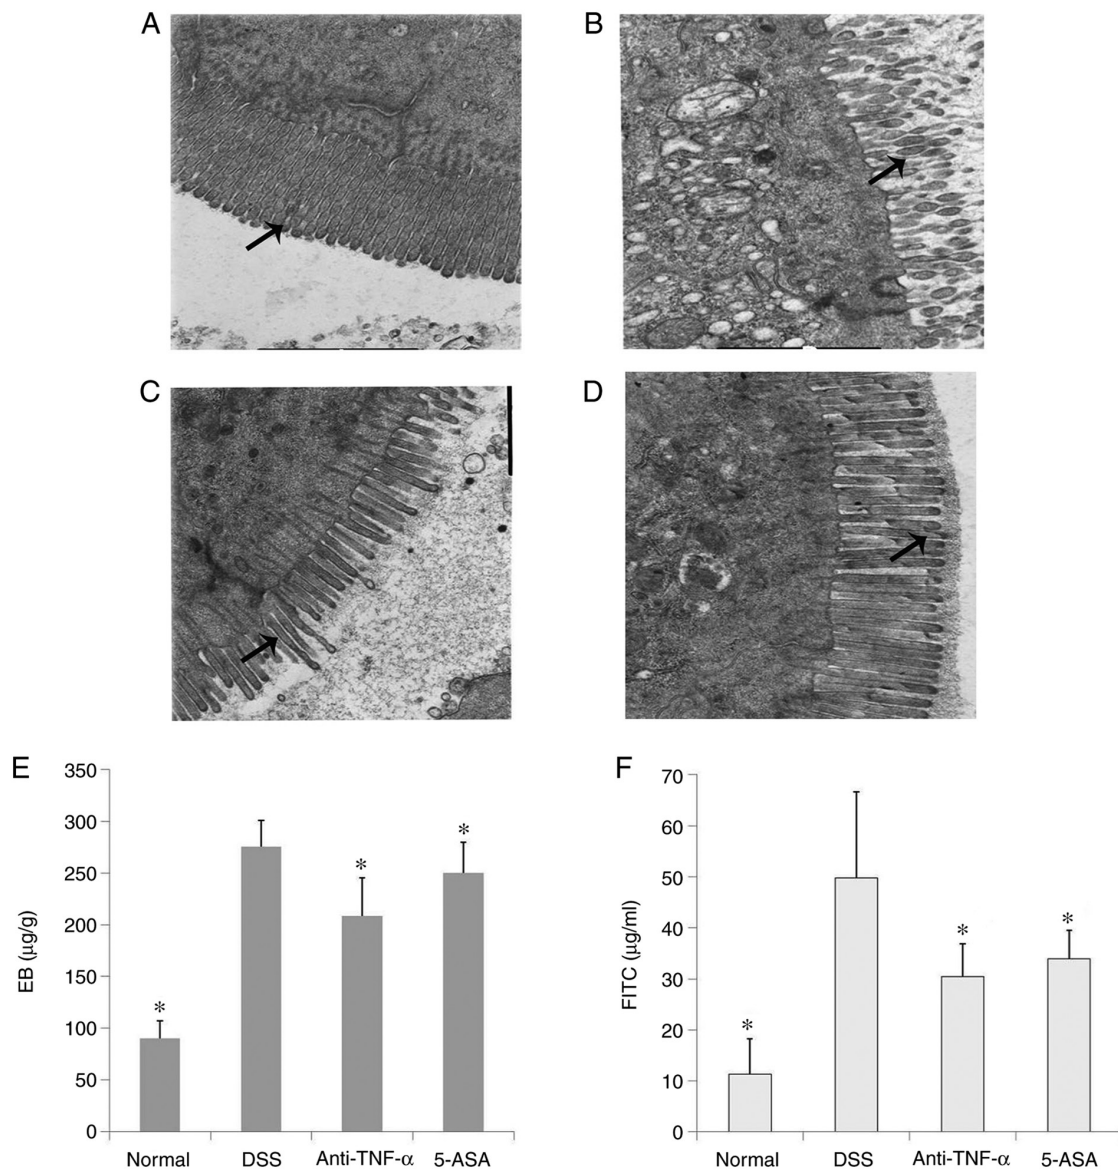 A
B
C
D
E
350
300
250
200
150
100
50
0
EB (µg/g)
*
*
*
Normal
DSS
Anti-TNF-α
5-ASA
F
70
60
50
40
30
20
10
0
FITC (µg/ml)
*
*
*
Normal
DSS
Anti-TNF-α
5-ASA